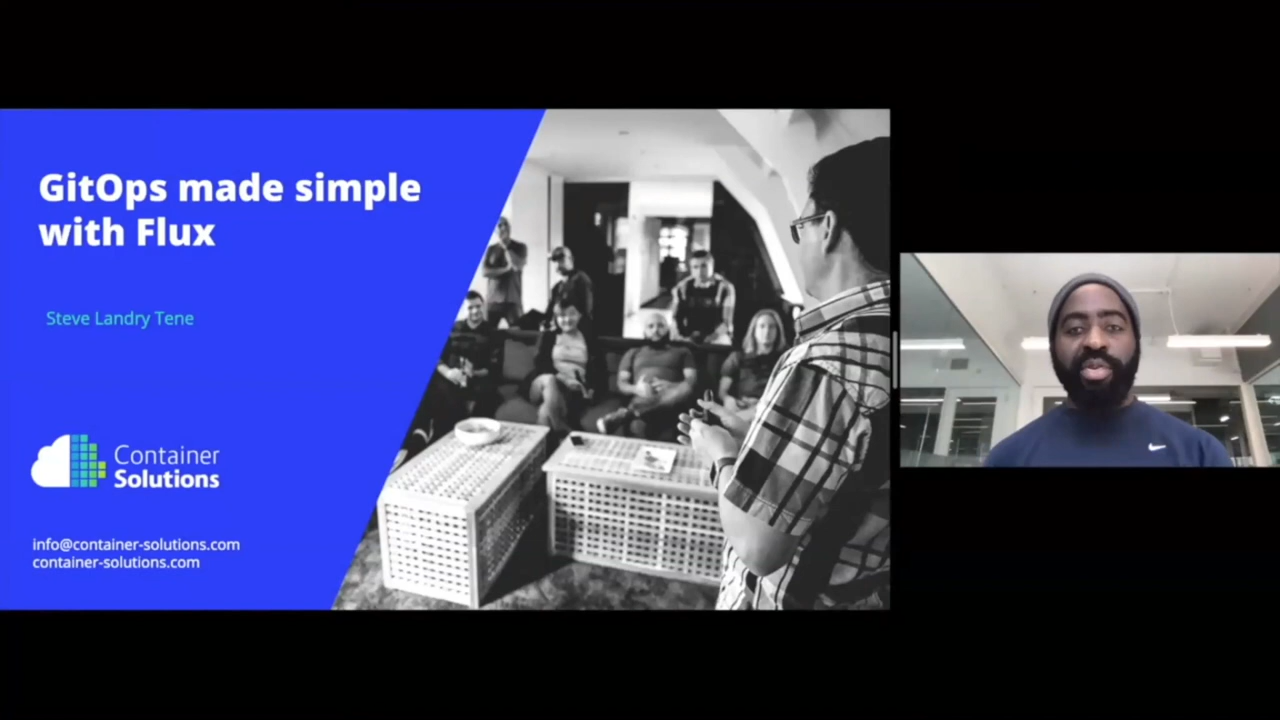 GitOps made simple
with Flux
Steve Landry Tene
Container
Solutions
info@container-solutions.com
container-solutions.com